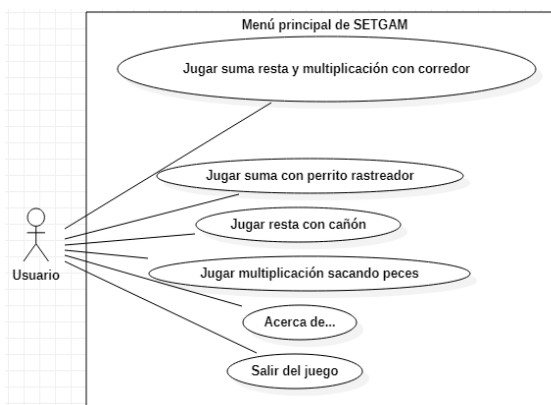 Menú principal de SETGAM
Jugar suma resta y multiplicación con corredor
Jugar suma con perrito rastreador
Jugar resta con cañón
Usuario
Jugar multiplicación sacando peces
Acerca de...
Salir del juego